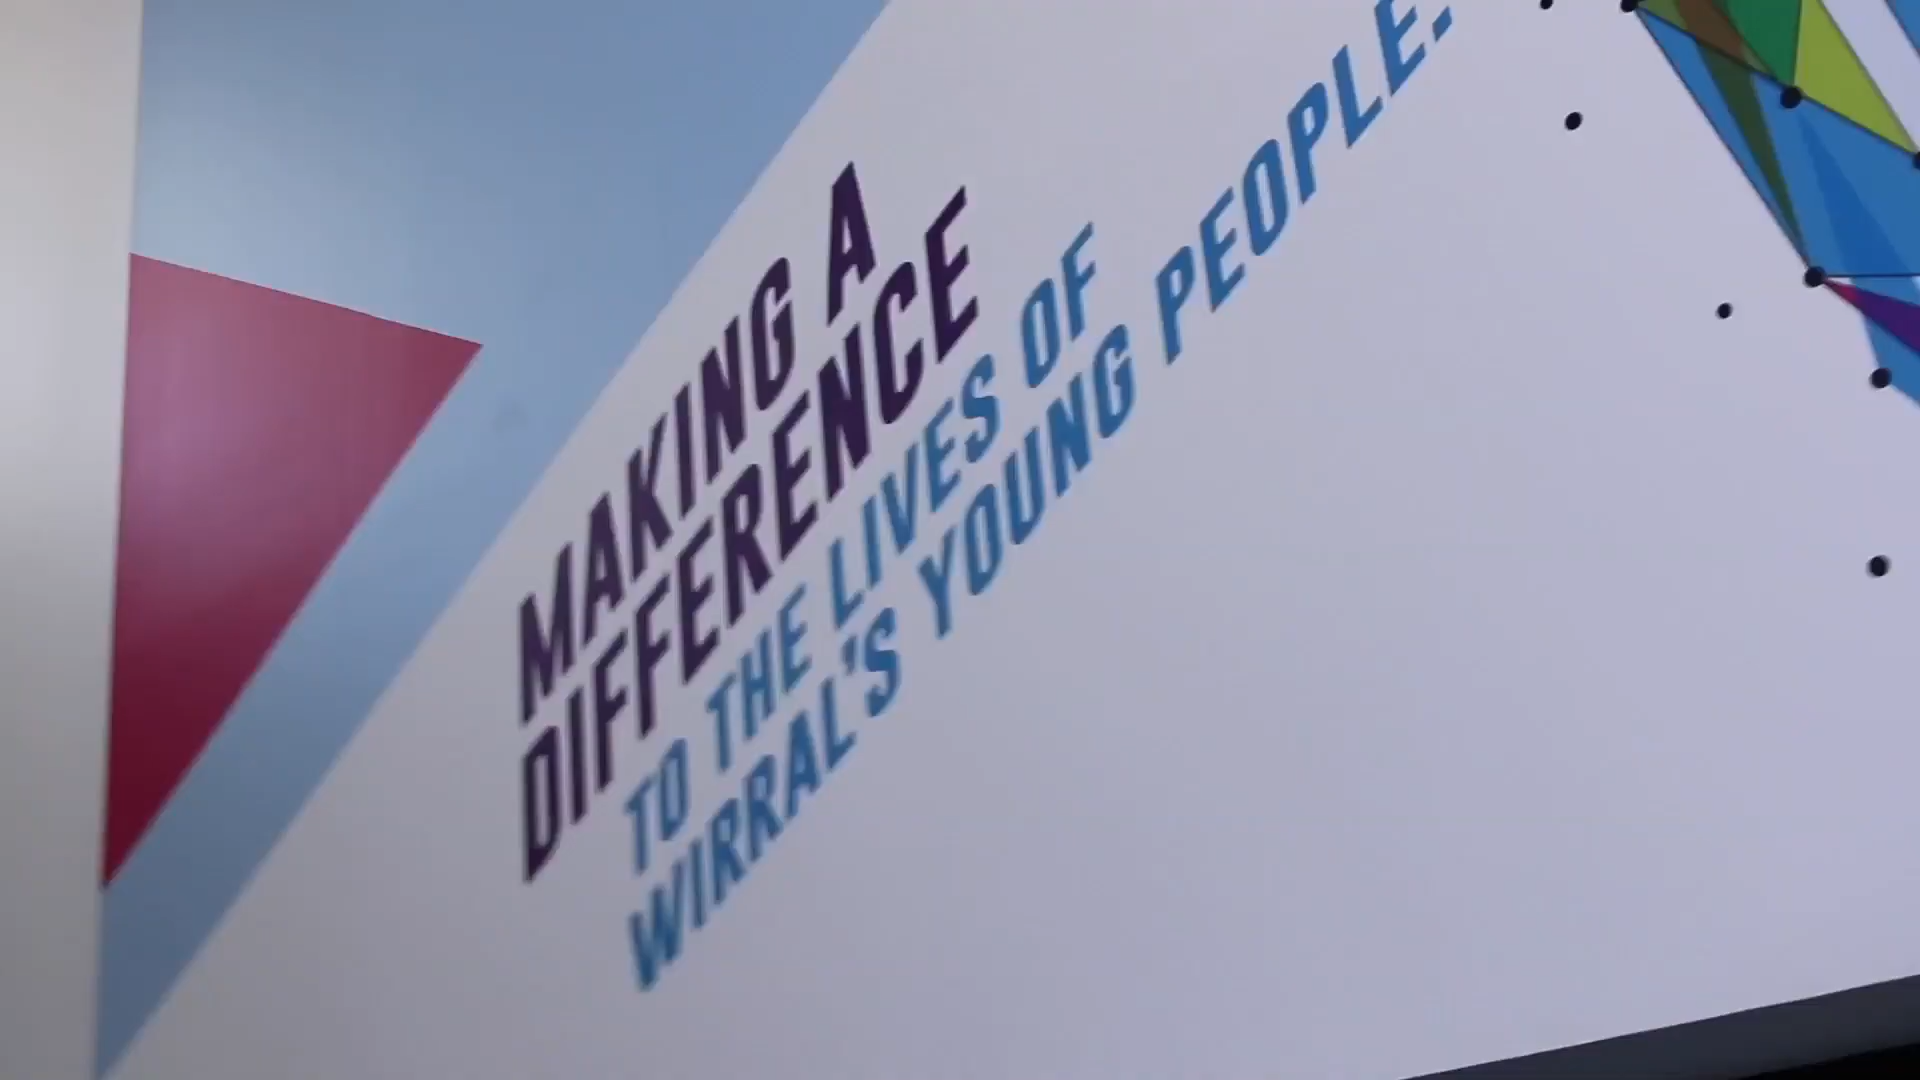 MAKING A
DIFFERENCE
TO THE LIVES OF
WIRRAL'S YOUNG PEOPLE.